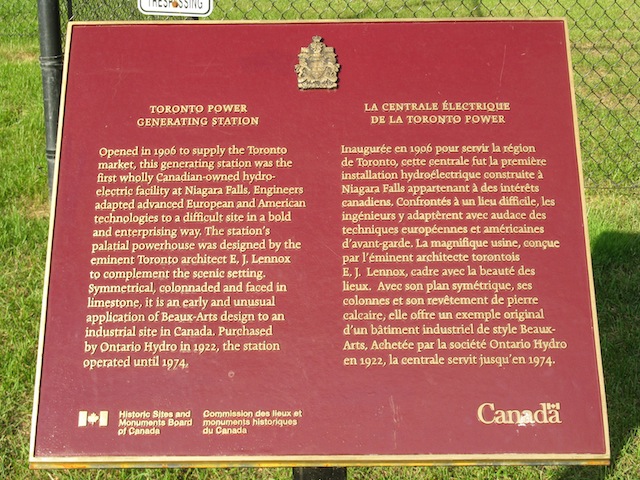 TRESPASSING
TORONTO POWER
GENERATING STATION
Opened in 1906 to supply the Toronto
market, this generating station was the
first wholly Canadian-owned hydro-
electric facility at Niagara Falls. Engineers
adapted advanced European and American
technologies to a difficult site in a bold
and enterprising way. The station's
palatial powerhouse was designed by the
eminent Toronto architect E. J. Lennox
to complement the scenic setting.
Symmetrical, colonnaded and faced in
limestone, it is an early and unusual
application of Beaux-Arts design to an
industrial site in Canada. Purchased
by Ontario Hydro in 1922, the station
operated until 1974.
LA CENTRALE ÉLECTRIQUE
DE LA TORONTO POWER
Inaugurée en 1906 pour servir la région
de Toronto, cette centrale fut la première
installation hydroélectrique construite à
Niagara Falls appartenant à des intérêts
canadiens. Confrontés à un lieu difficile, les
ingénieurs y adaptèrent avec audace des
techniques européennes et américaines
d'avant-garde. La magnifique usine, conçue
par l'éminent architecte torontois
E. J. Lennox, cadre avec la beauté des
lieux. Avec son plan symétrique, ses
colonnes et son revêtement de pierre
calcaire, elle offre un exemple original
d'un bâtiment industriel de style Beaux-
Arts. Achetée par la société Ontario Hydro
en 1922, la centrale servit jusqu'en 1974.
Historic Sites and
Monuments Board
of Canada
Commission des lieux et
monuments historiques
du Canada
Canada